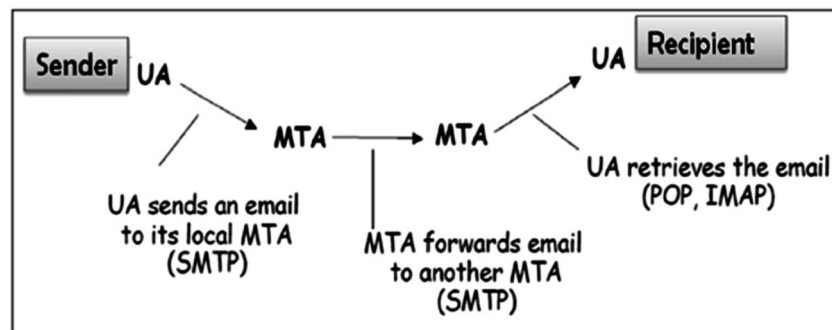 Sender
UA
MTA
MTA
UA
Recipient
UA sends an email
to its local MTA
(SMTP)
MTA forwards email
to another MTA
(SMTP)
UA retrieves the email
(POP, IMAP)